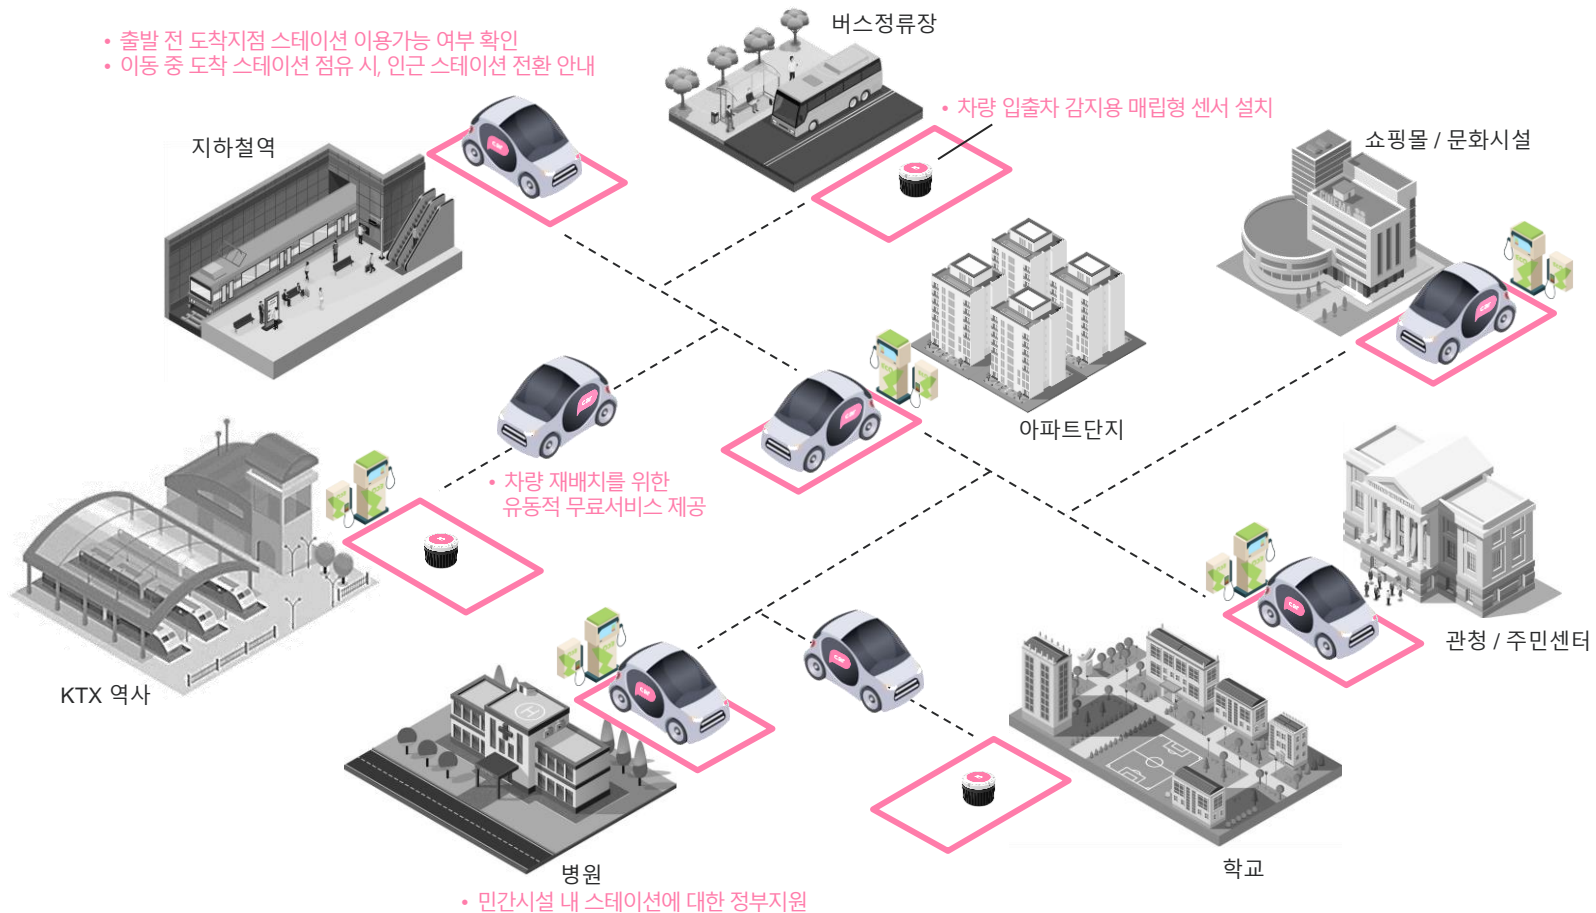 버스정류장
• 출발 전 도착지점 스테이션 이용가능 여부 확인
• 이동 중 도착 스테이션 점유 시, 인근 스테이션 전환 안내
• 차량 입출차 감지용 매립형 센서 설치
지하철역
쇼핑몰 / 문화시설
CINEMA
아파트단지
• 차량 재배치를 위한
유동적 무료서비스 제공
관청 / 주민센터
KTX 역사
H
학교
병원
• 민간시설 내 스테이션에 대한 정부지원